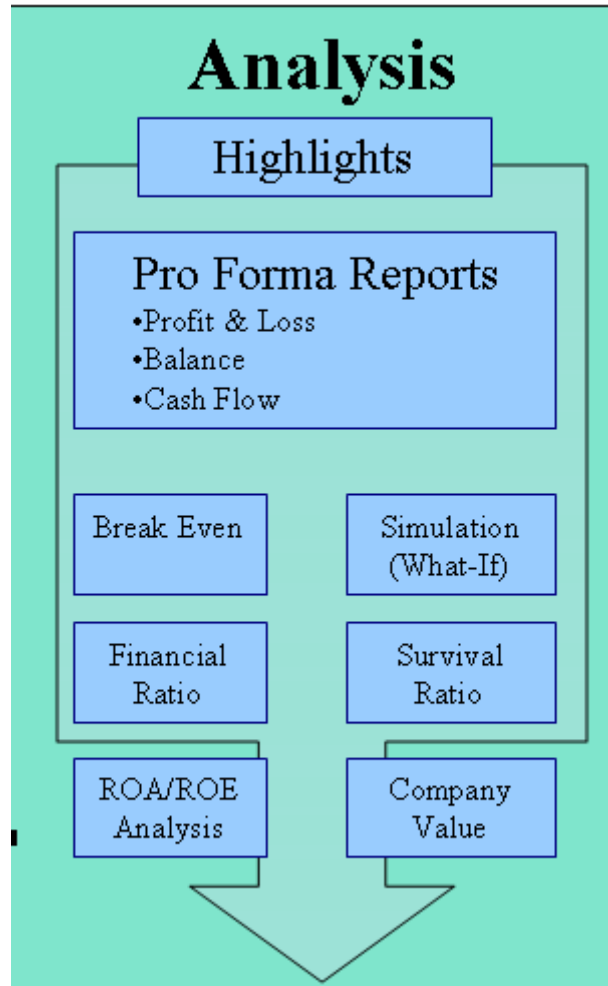 Analysis
Highlights
Pro Forma Reports
•Profit & Loss
•Balance
•Cash Flow
Break Even
Simulation
(What-If)
Financial
Ratio
Survival
Ratio
ROA/ROE
Analysis
Company
Value